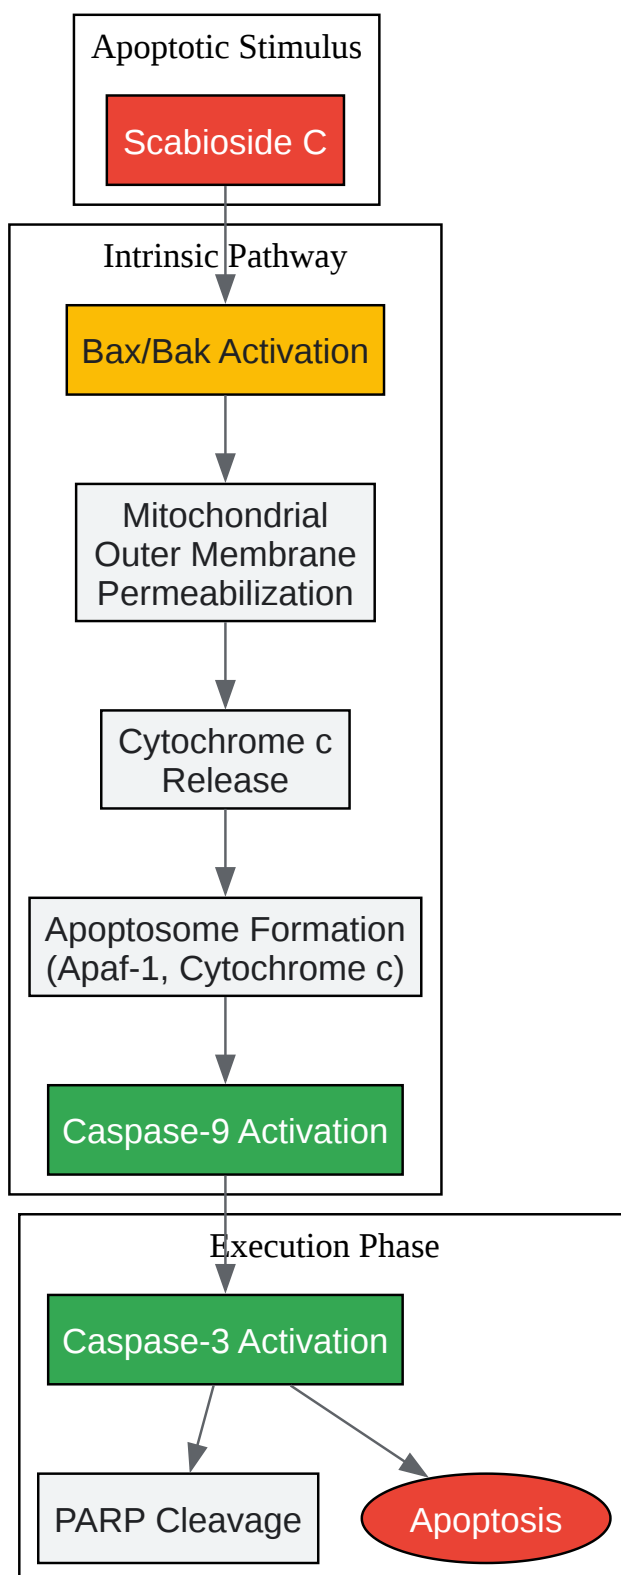 Apoptotic Stimulus
Scabioside C
Intrinsic Pathway
Bax/Bak Activation
Mitochondrial
Outer Membrane
Permeabilization
Cytochrome c
Release
Apoptosome Formation
(Apaf-1, Cytochrome c)
Caspase-9 Activation
Execution Phase
Caspase-3 Activation
PARP Cleavage
Apoptosis